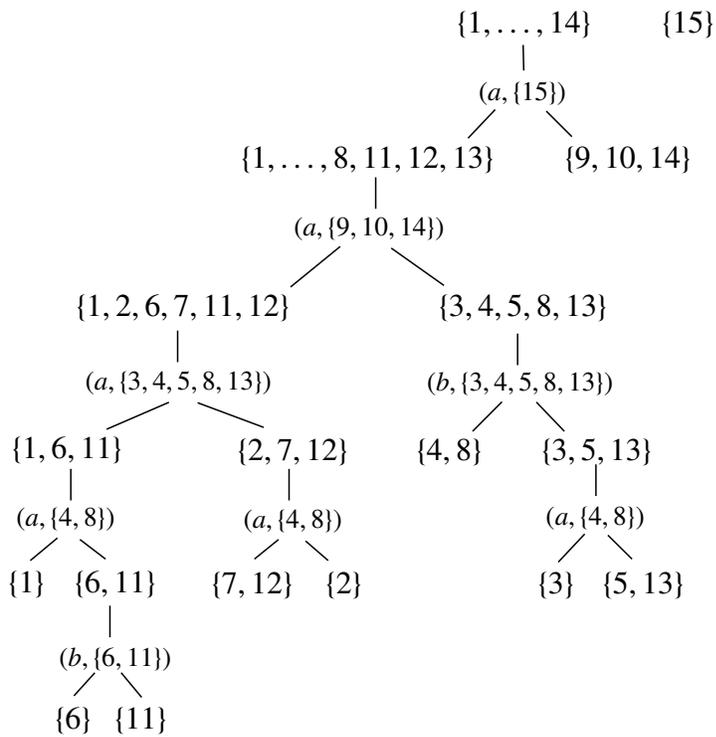 {1, ..., 14} {15}
(a, {15})
{1, ..., 8, 11, 12, 13} {9, 10, 14}
(a, {9, 10, 14})
{1, 2, 6, 7, 11, 12} {3, 4, 5, 8, 13}
(a, {3, 4, 5, 8, 13}) (b, {3, 4, 5, 8, 13})
{1, 6, 11} {2, 7, 12} {4, 8} {3, 5, 13}
(a, {4, 8}) (a, {4, 8}) (a, {4, 8})
{1} {6, 11} {7, 12} {2} {3} {5, 13}
(b, {6, 11})
{6} {11}